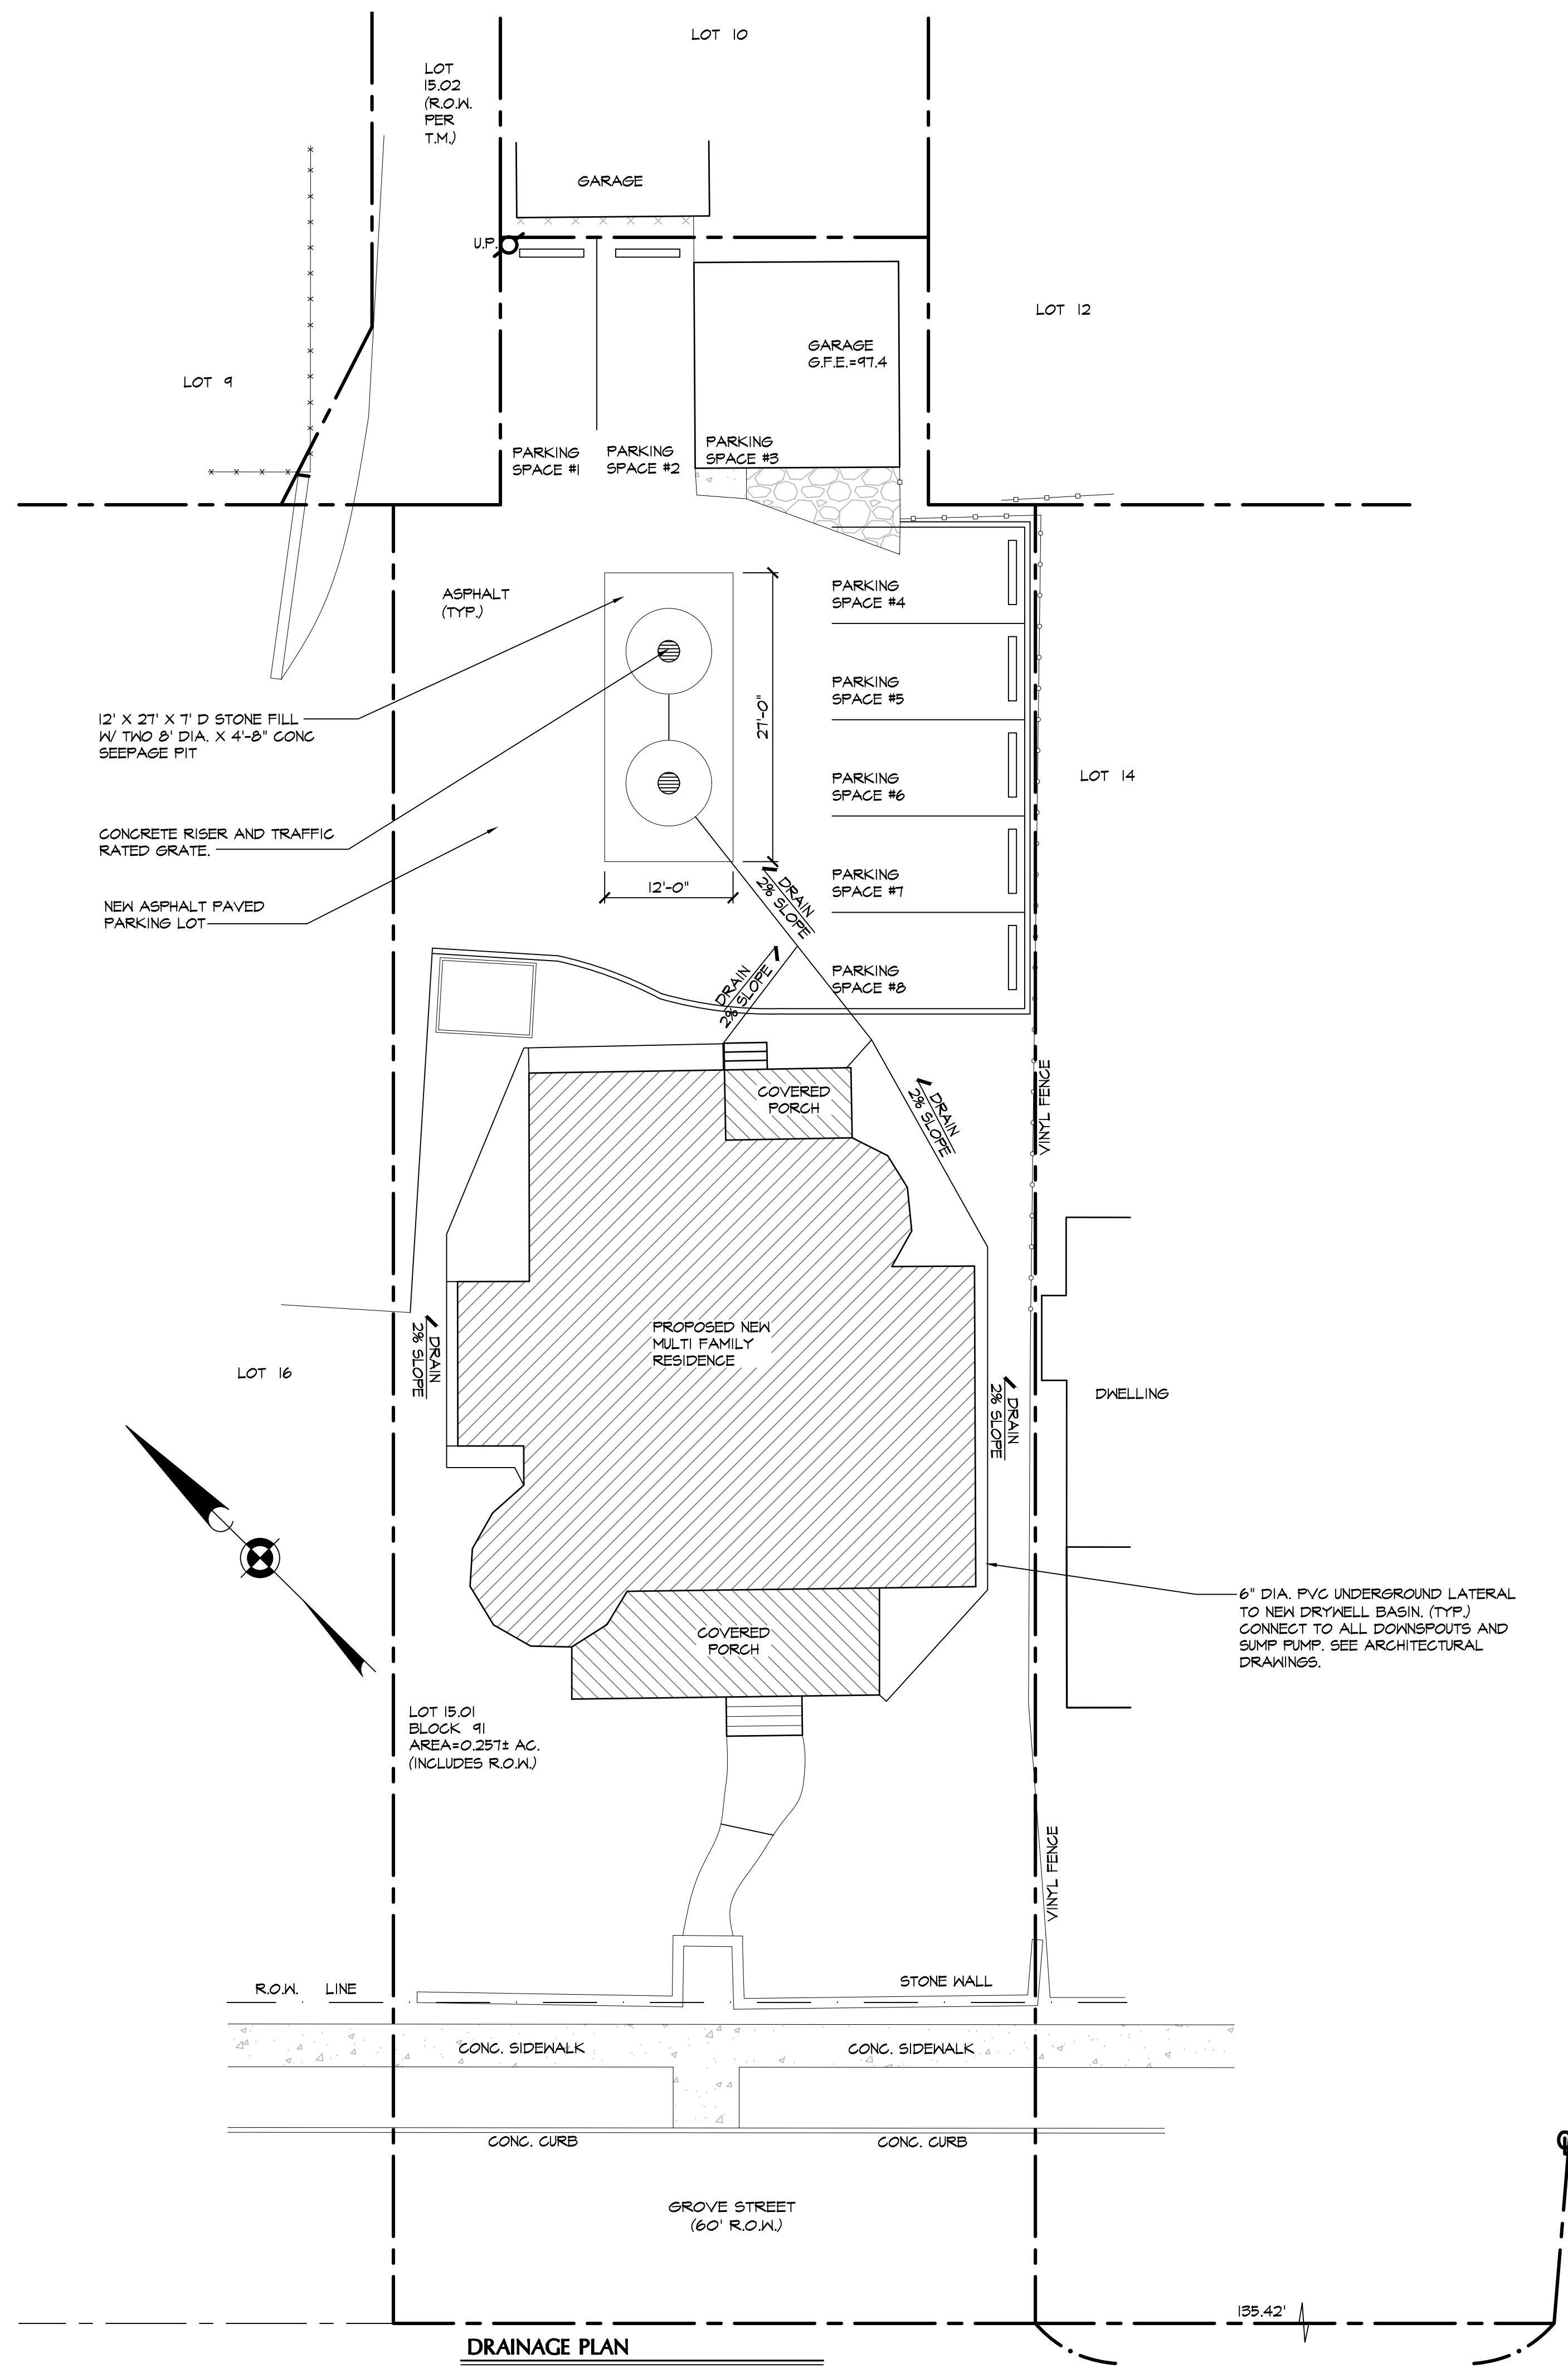 LOT 10
LOT
15.02
(R.O.W.
PER
T.M.)
GARAGE
U.P.
LOT 12
GARAGE
G.F.E.=97.4
LOT 9
PARKING
SPACE #1
PARKING
SPACE #2
PARKING
SPACE #3
ASPHALT
(TYP.)
PARKING
SPACE #4
PARKING
SPACE #5
27'-0"
12' X 27' X 7' D STONE FILL
W/ TWO 8' DIA. X 4'-8" CONC
SEEPAGE PIT
PARKING
SPACE #6
LOT 14
CONCRETE RISER AND TRAFFIC
RATED GRATE.
PARKING
SPACE #7
12'-0"
NEW ASPHALT PAVED
PARKING LOT
DRAIN
2% SLOPE
DRAIN
2% SLOPE
PARKING
SPACE #8
COVERED
PORCH
DRAIN
2% SLOPE
VINYL FENCE
PROPOSED NEW
MULTI FAMILY
RESIDENCE
DRAIN
2% SLOPE
LOT 16
DRAIN
2% SLOPE
DWELLING
6" DIA. PVC UNDERGROUND LATERAL
TO NEW DRYWELL BASIN. (TYP.)
CONNECT TO ALL DOWNSPOUTS AND
SUMP PUMP. SEE ARCHITECTURAL
DRAWINGS.
COVERED
PORCH
LOT 15.01
BLOCK 91
AREA=0.257± AC.
(INCLUDES R.O.W.)
VINYL FENCE
R.O.W. LINE
STONE WALL
CONC. SIDEWALK
CONC. SIDEWALK
CONC. CURB
CONC. CURB
GROVE STREET
(60' R.O.W.)
135.42'
DRAINAGE PLAN